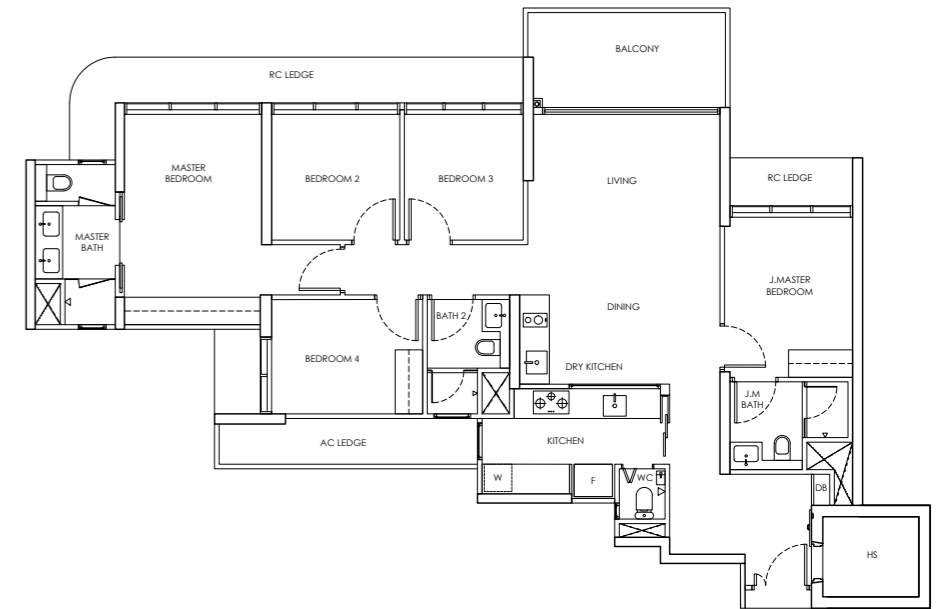 BALCONY
RC LEDGE
MASTER
BEDROOM
BEDROOM 2
BEDROOM 3
LIVING
RC LEDGE
MASTER
BATH
J.MASTER
BEDROOM
DINING
BATH 2
BEDROOM 4
DRY KITCHEN
J.M
BATH
AC LEDGE
KITCHEN
W
F
WC
DB
HS